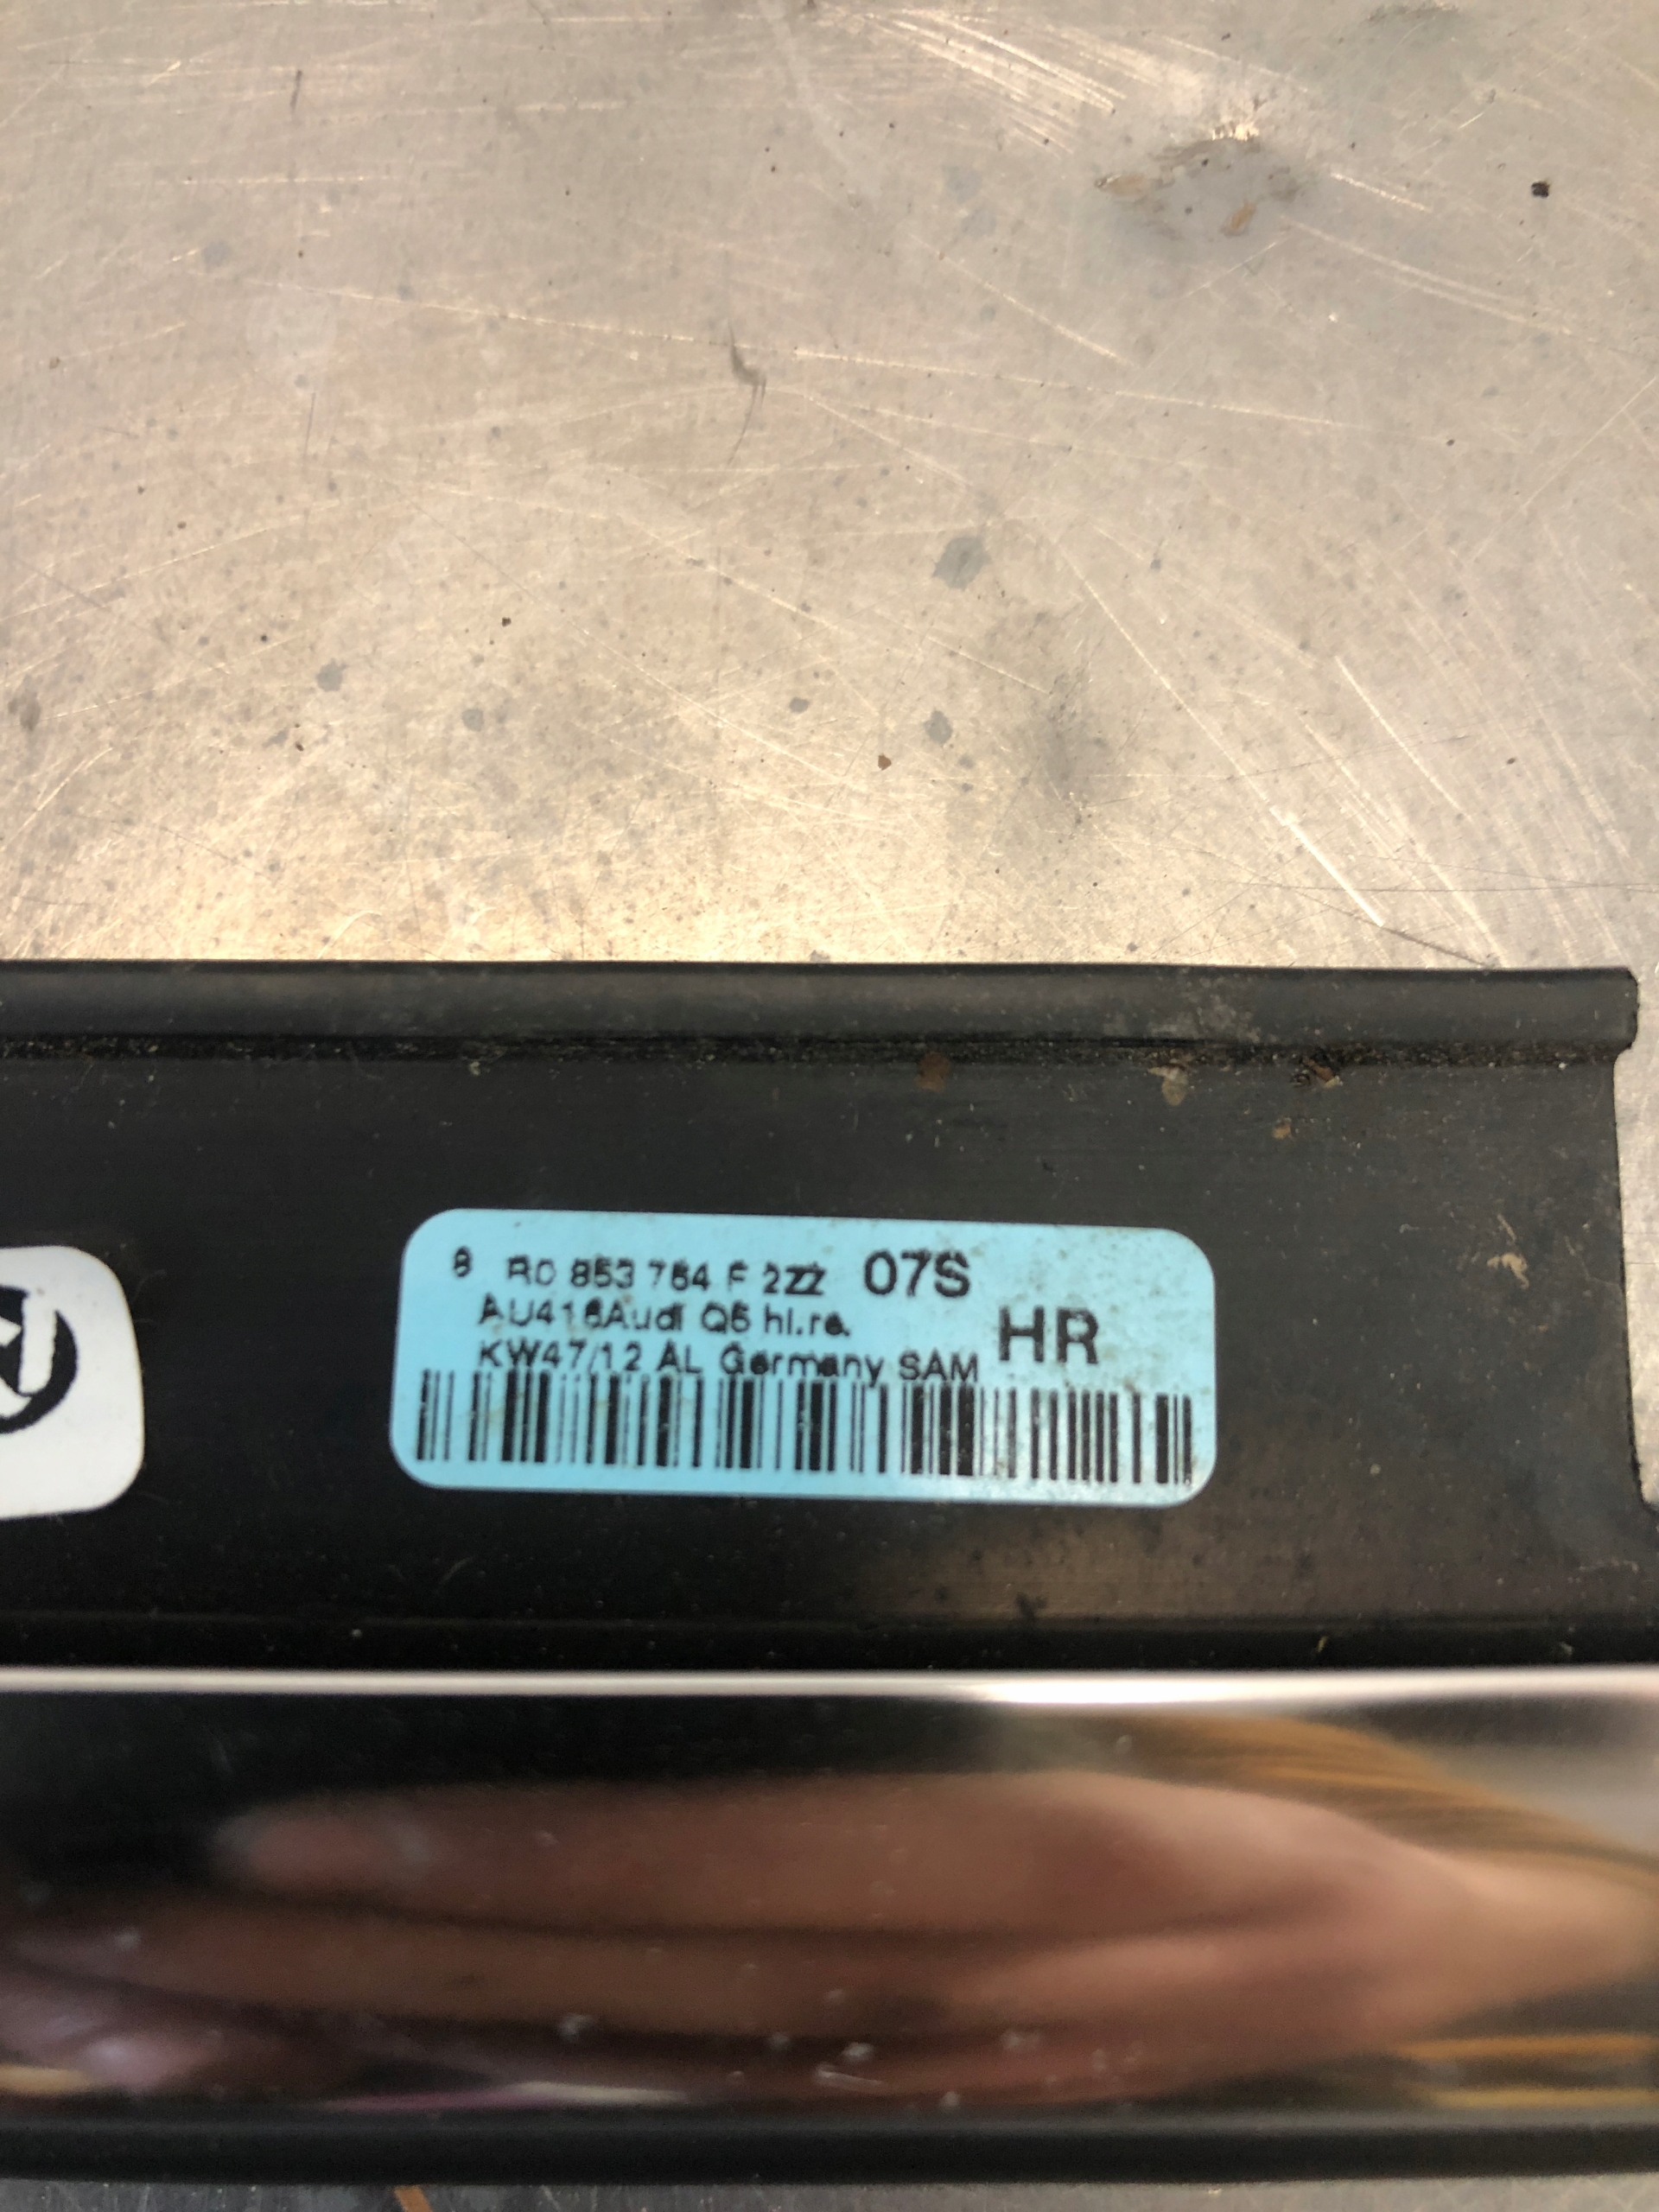 8 R0 853 764 F 2ZZ 07S
AU416Audi Q5 hl.re.
HR
KW47/12 AL Germany SAM